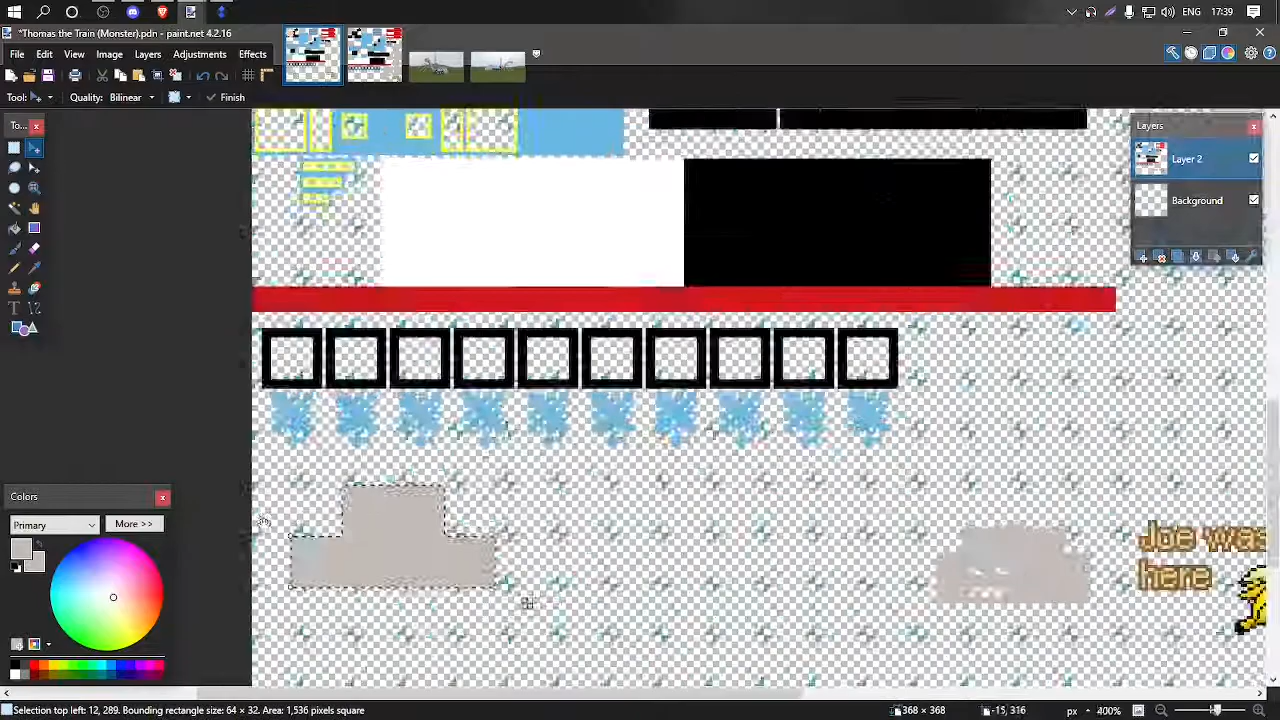 ENG 17:39
*Thomas The Train (Monster).pdn - paint.net 4.2.16
File Edit View Image Layers Adjustments Effects
Tool: Quality: Bilinear Finish
To...
Layers
Layer 2
Background
Colors
Primary More >>
Joe was
here
Selection top left: 12, 289. Bounding rectangle size: 64 × 32. Area: 1,536 pixels square
368 × 368 -15, 316 px 400%